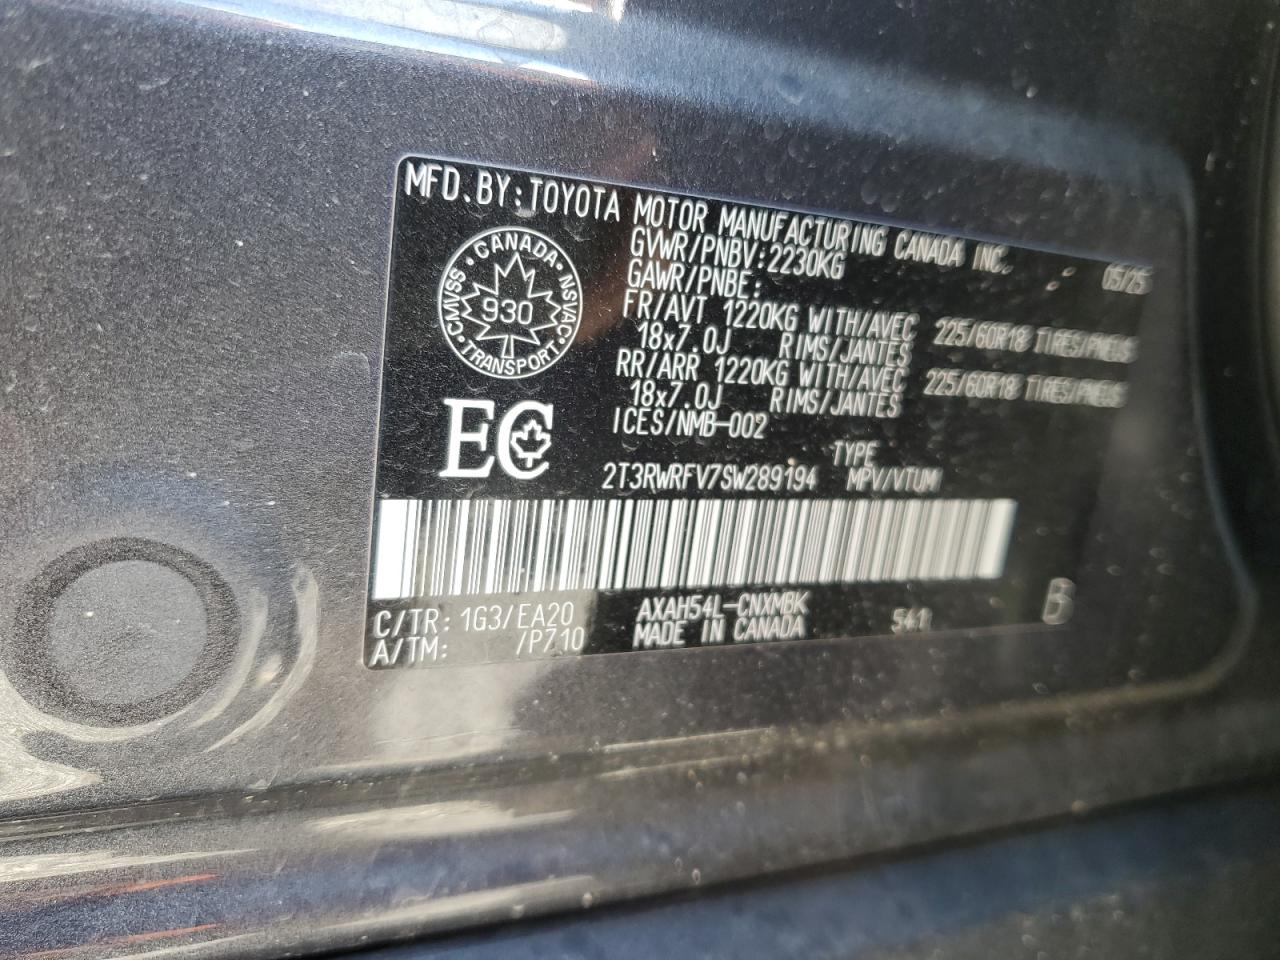 MFD.BY:TOYOTA MOTOR MANUFACTURING CANADA INC. 05/25
GVWR/PNBV:2230KG
GAWR/PNBE:
FR/AVT 1220KG WITH/AVEC 225/60R18 TIRES/PNEUS
18x7.0J RIMS/JANTES
RR/ARR 1220KG WITH/AVEC 225/60R18 TIRES/PNEUS
18x7.0J RIMS/JANTES
ICES/NMB-002
CMVSS · CANADA · NSVAC · TRANSPORT ·
930
EC
TYPE
2T3RWRFV7SW289194 MPV/VTUM
C/TR: 1G3/EA20 AXAH54L-CNXMBK 541 B
A/TM: /P710 MADE IN CANADA